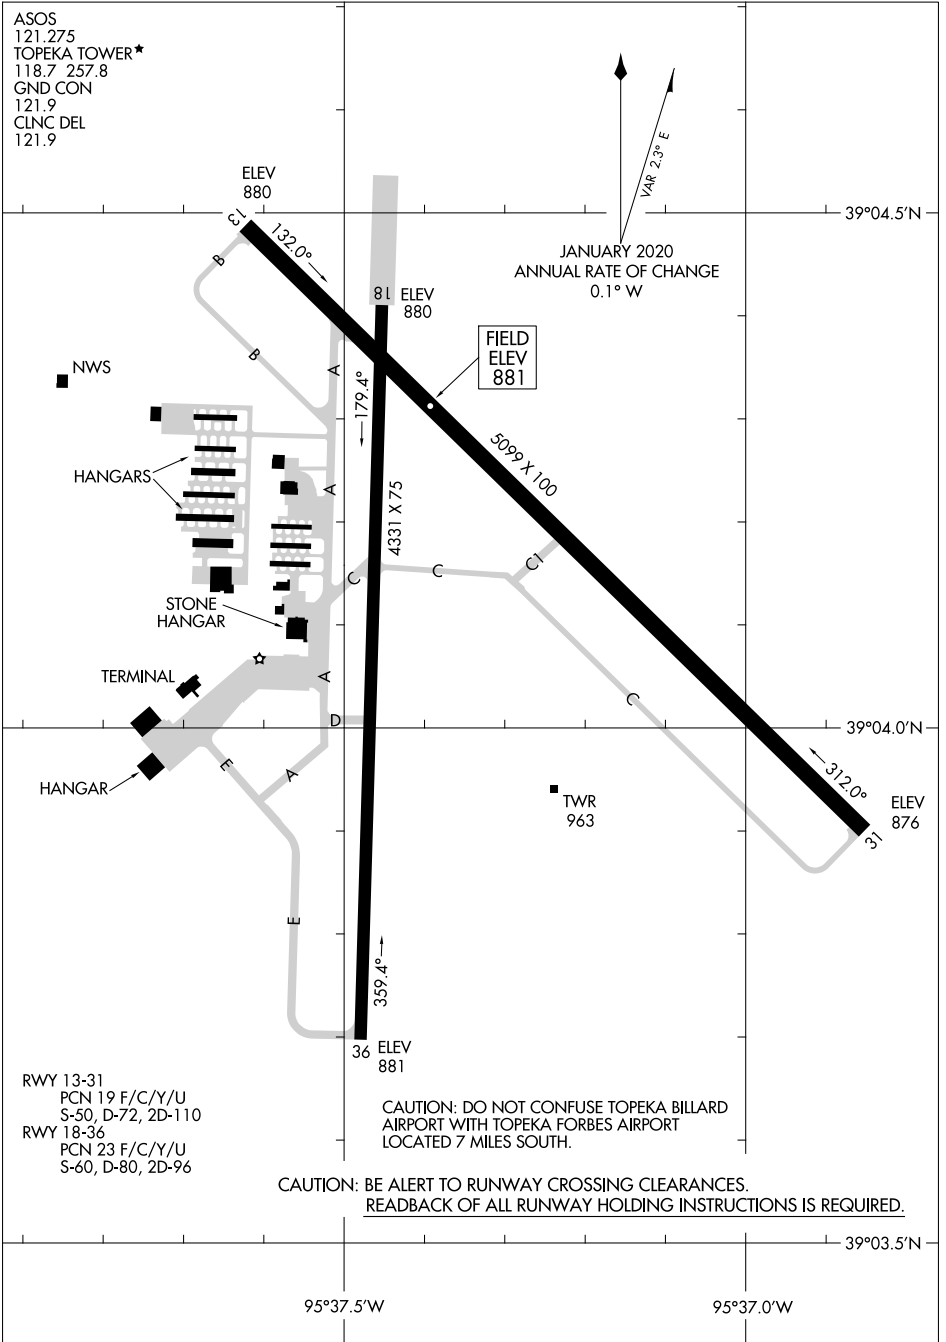 ASOS
121.275
TOPEKA TOWER★
118.7 257.8
GND CON
121.9
CLNC DEL
121.9
VAR 2.3° E
JANUARY 2020
ANNUAL RATE OF CHANGE
0.1° W
39°04.5'N
ELEV
880
13
132.0°
B
B
18
ELEV
880
A
FIELD
ELEV
881
NWS
179.4°
5099 X 100
HANGARS
A
4331 X 75
C
C
C1
STONE
HANGAR
TERMINAL
A
C
D
39°04.0'N
E
A
HANGAR
TWR
963
312.0°
ELEV
876
31
E
359.4°
36
ELEV
881
RWY 13-31
PCN 19 F/C/Y/U
S-50, D-72, 2D-110
RWY 18-36
PCN 23 F/C/Y/U
S-60, D-80, 2D-96
CAUTION: DO NOT CONFUSE TOPEKA BILLARD
AIRPORT WITH TOPEKA FORBES AIRPORT
LOCATED 7 MILES SOUTH.
CAUTION: BE ALERT TO RUNWAY CROSSING CLEARANCES.
READBACK OF ALL RUNWAY HOLDING INSTRUCTIONS IS REQUIRED.
39°03.5'N
95°37.5'W
95°37.0'W